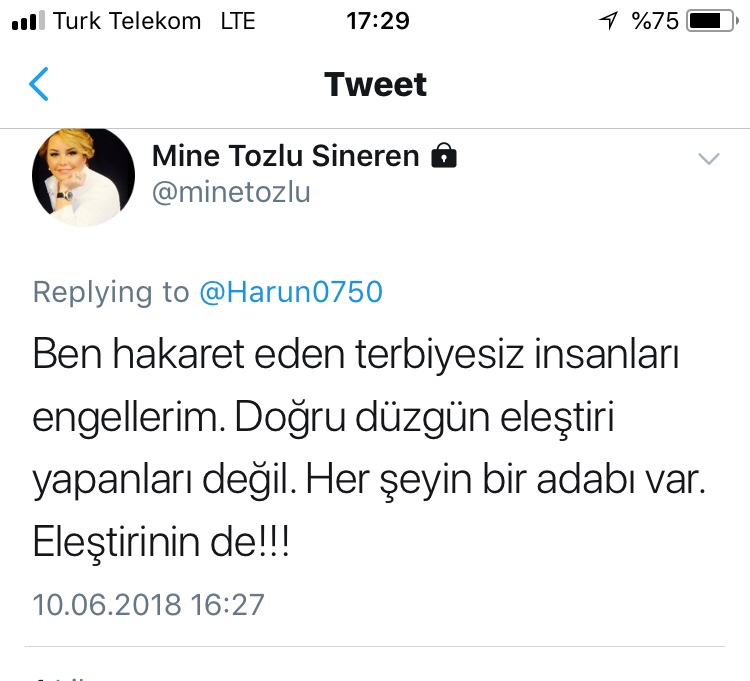 Turk Telekom LTE 17:29 %75
Tweet
Mine Tozlu Sineren
@minetozlu
Replying to @Harun0750
Ben hakaret eden terbiyesiz insanları
engellerim. Doğru düzgün eleştiri
yapanları değil. Her şeyin bir adabı var.
Eleştirinin de!!!
10.06.2018 16:27